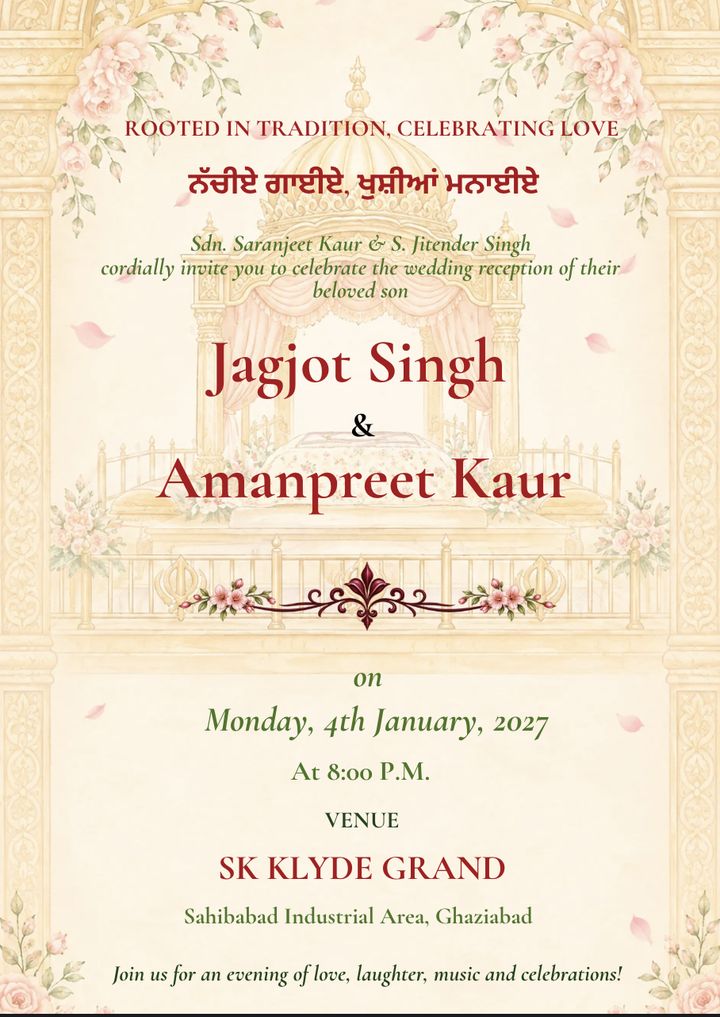 ROOTED IN TRADITION, CELEBRATING LOVE
ਨੱਚੀਏ ਗਾਈਏ, ਖੁਸ਼ੀਆਂ ਮਨਾਈਏ
Sdn. Saranjeet Kaur & S. Jitender Singh
cordially invite you to celebrate the wedding reception of their
beloved son
Jagjot Singh
&
Amanpreet Kaur
on
Monday, 4th January, 2027
At 8:00 P.M.
VENUE
SK KLYDE GRAND
Sahibabad Industrial Area, Ghaziabad
Join us for an evening of love, laughter, music and celebrations!